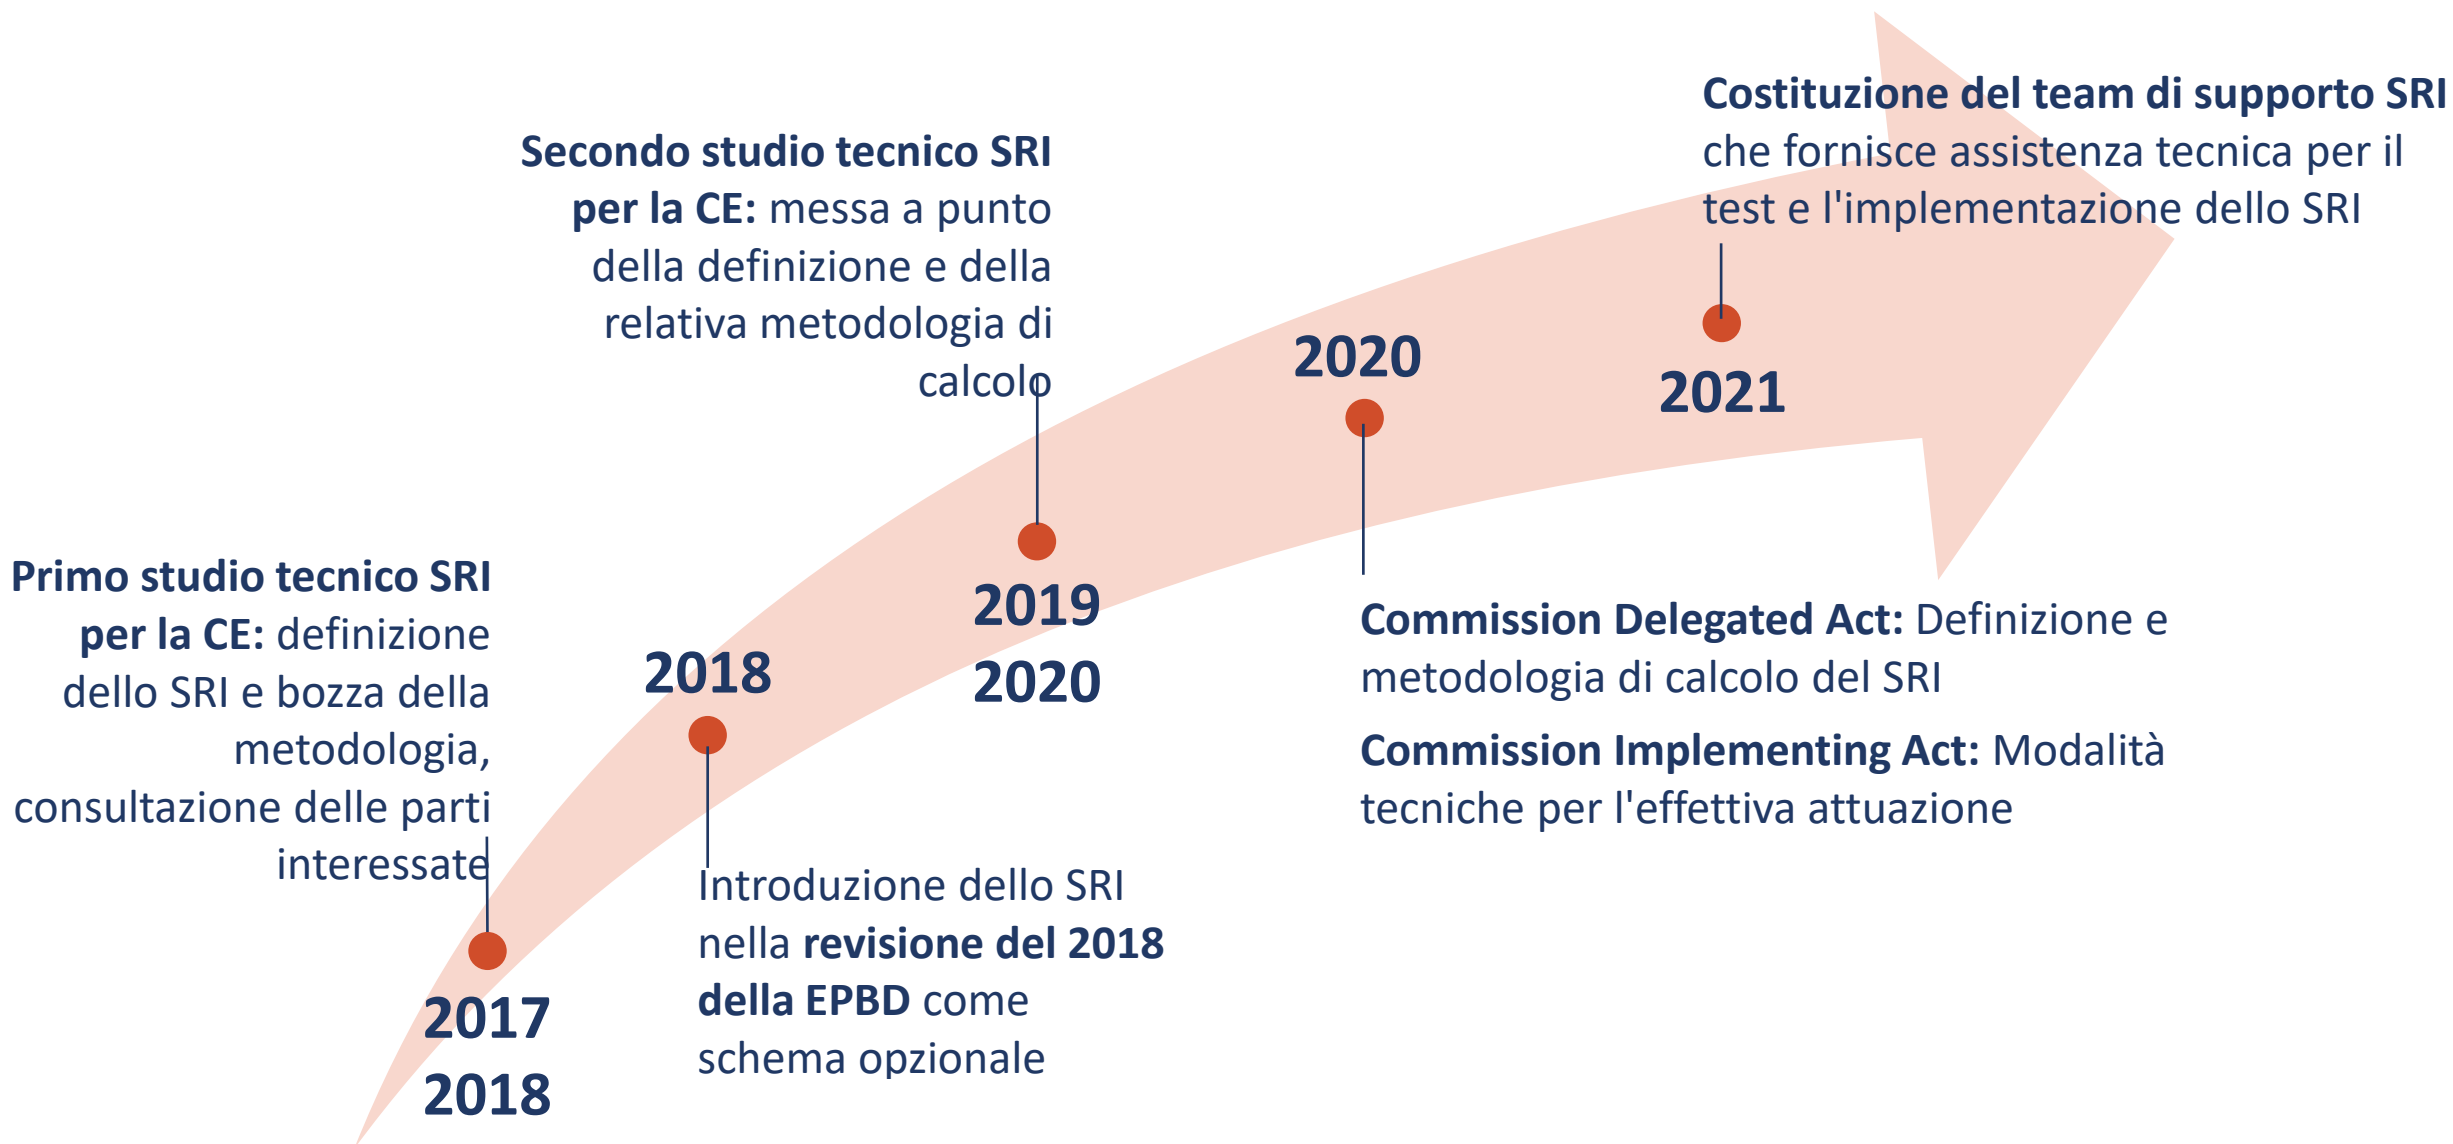 Primo studio tecnico SRI
per la CE: definizione
dello SRI e bozza della
metodologia,
consultazione delle parti
interessate
2017
2018
2018
Introduzione dello SRI
nella revisione del 2018
della EPBD come
schema opzionale
Secondo studio tecnico SRI
per la CE: messa a punto
della definizione e della
relativa metodologia di
calcolo
2019
2020
2020
Commission Delegated Act: Definizione e
metodologia di calcolo del SRI
Commission Implementing Act: Modalità
tecniche per l'effettiva attuazione
Costituzione del team di supporto SRI
che fornisce assistenza tecnica per il
test e l'implementazione dello SRI
2021